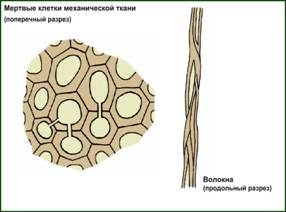 Мертвые клетки механической ткани
(поперечный разрез)
Волокна
(продольный разрез)